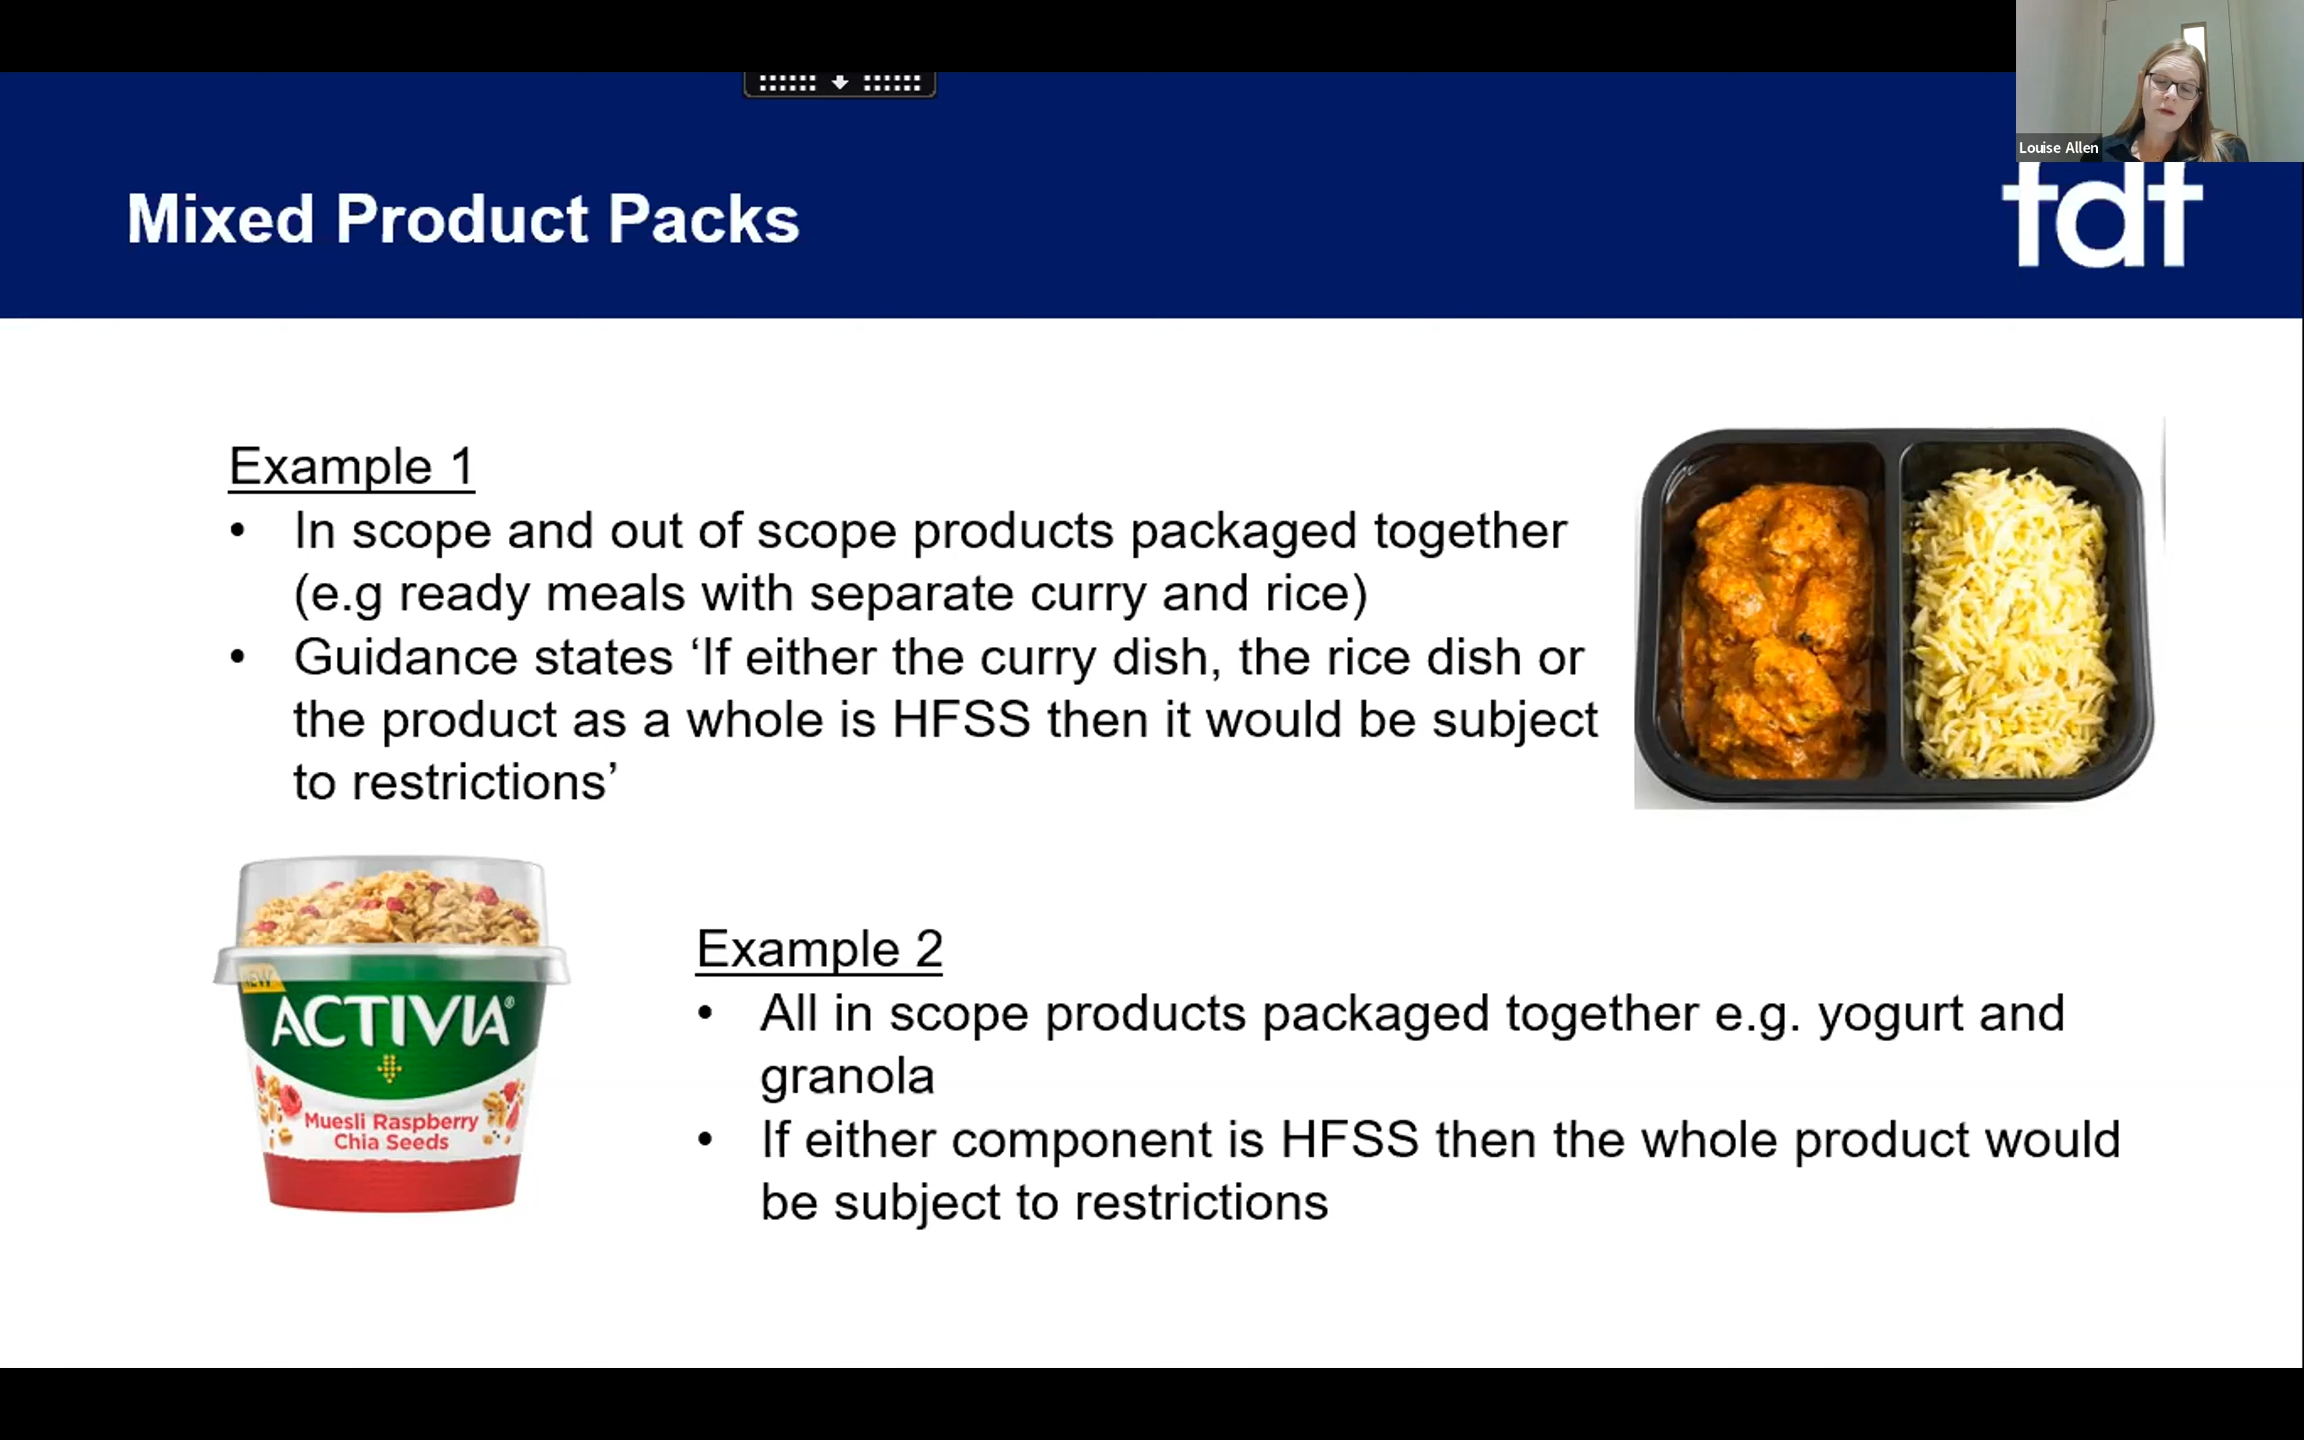 Louise Allen
Mixed Product Packs
tdt
Example 1
• In scope and out of scope products packaged together
(e.g ready meals with separate curry and rice)
• Guidance states ‘If either the curry dish, the rice dish or
the product as a whole is HFSS then it would be subject
to restrictions’
NEW
ACTIVIA®
Muesli Raspberry
Chia Seeds
Example 2
• All in scope products packaged together e.g. yogurt and
granola
• If either component is HFSS then the whole product would
be subject to restrictions